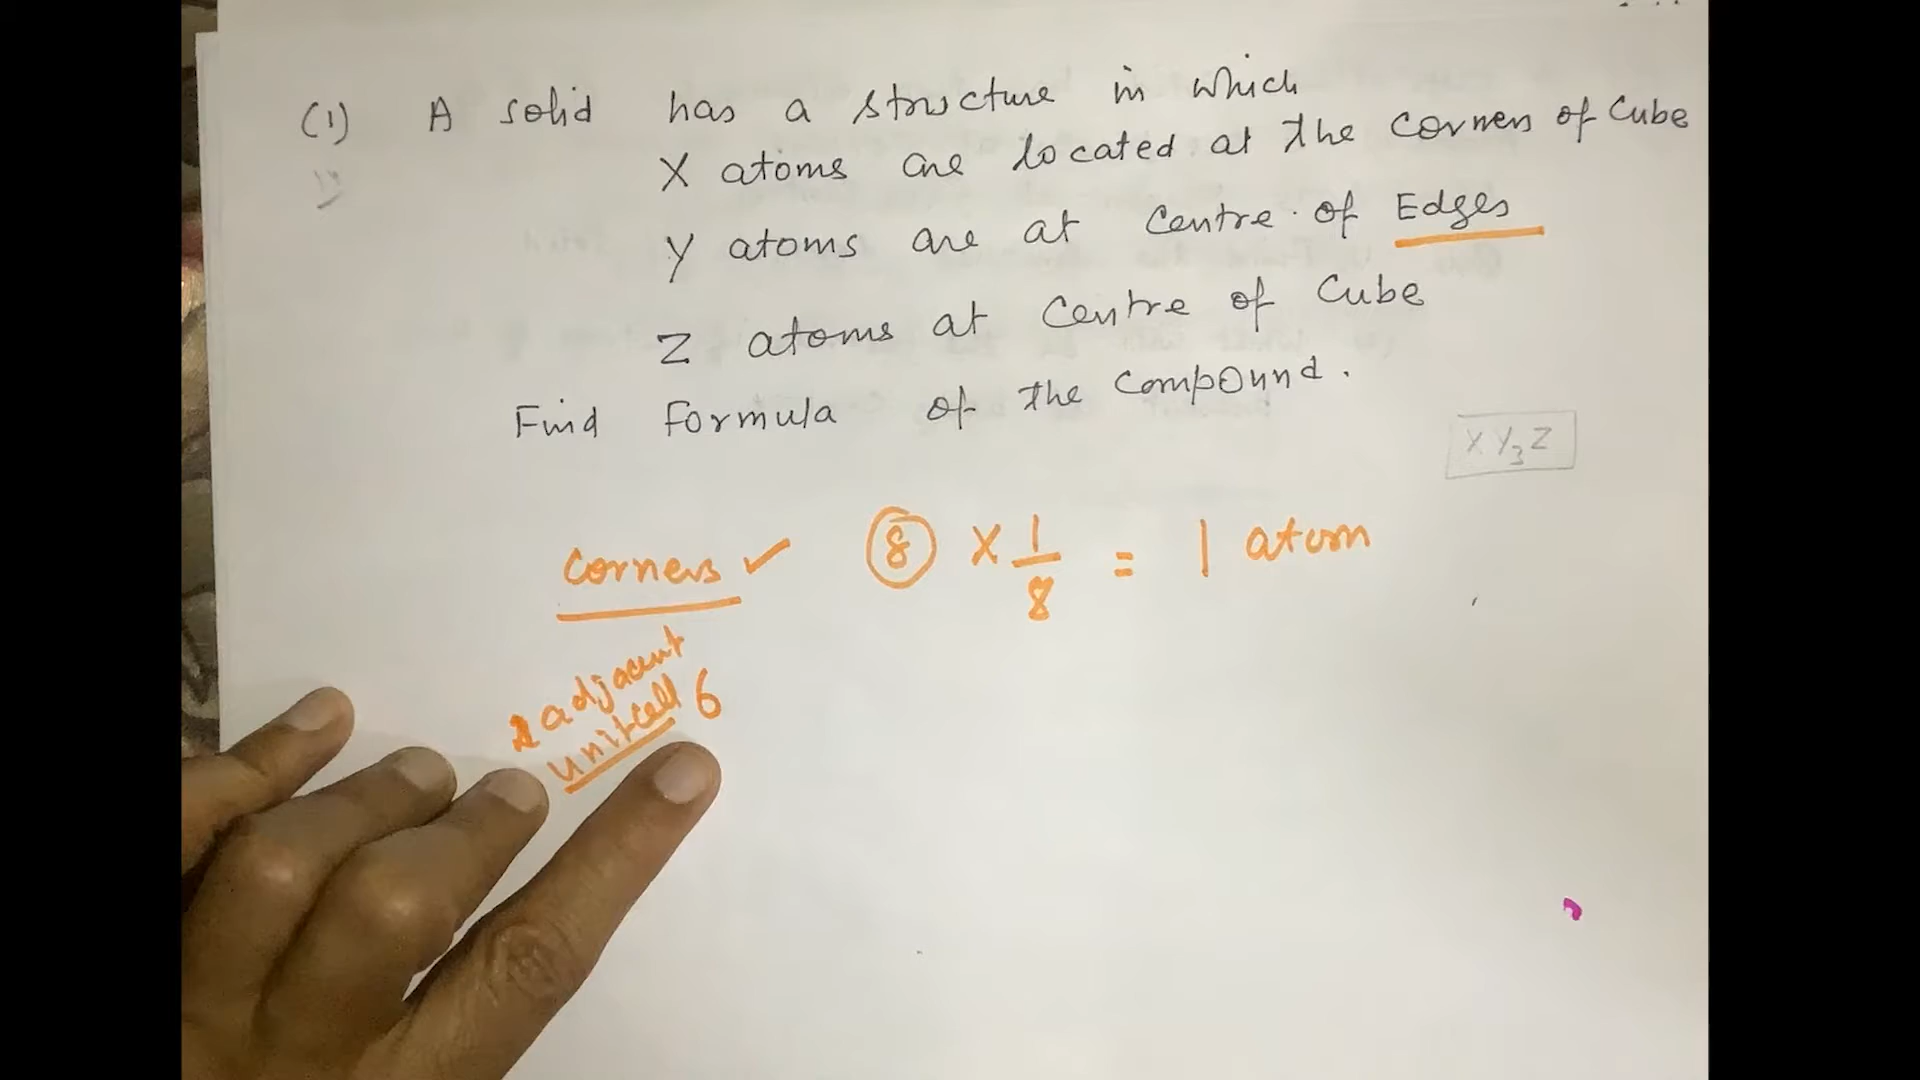 (1) A solid has a structure in which
X atoms are located at the corners of Cube
Y atoms are at Centre of Edges
Z atoms at Centre of Cube
Find Formula of the Compound.
XY₃Z
corners ✓ 8 × 1/8 = 1 atom
adjacent
unitcell 6